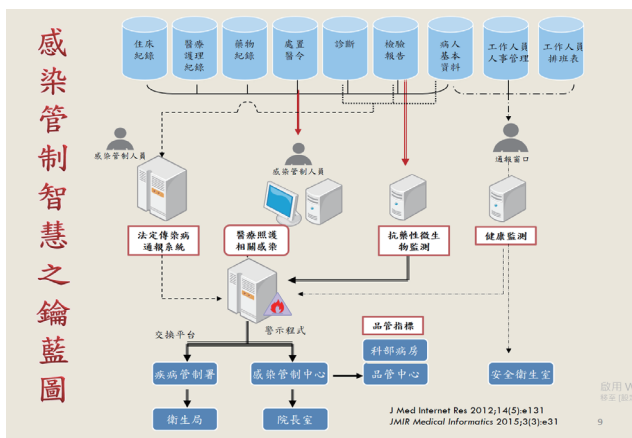 感染管制智慧之鑰藍圖
住床
紀錄
醫療
護理
紀錄
藥物
紀錄
處置
醫令
診斷
檢驗
報告
病人
基本
資料
工作人員
人事管理
工作人員
排班表
感染管制人員
感染管制人員
通報窗口
法定傳染病
通報系統
醫療照護
相關感染
抗藥性微生
物監測
健康監測
交換平台
警示程式
品管指標
科部病房
疾病管制署
感染管制中心
品管中心
安全衛生室
衛生局
院長室
啟用 W
J Med Internet Res 2012;14(5):e131
JMIR Medical Informatics 2015;3(3):e31
9